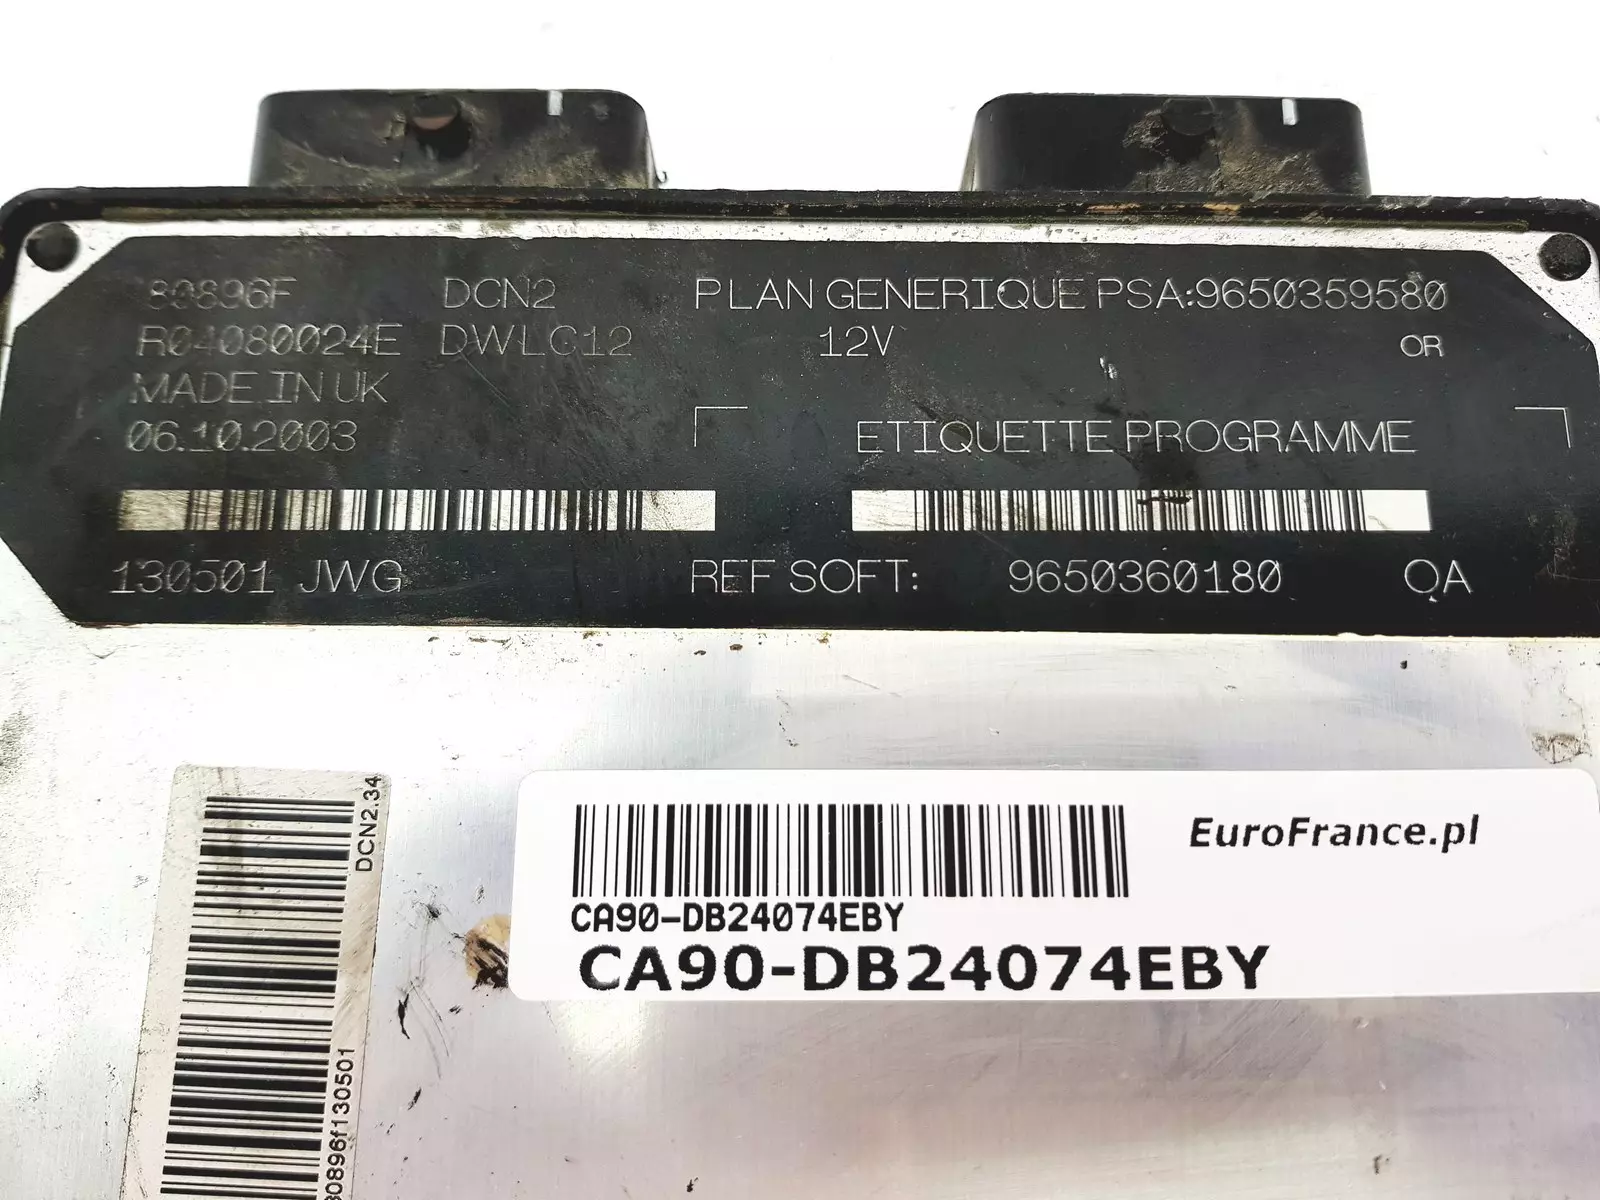 80896F DCN2 PLAN GENERIQUE PSA:9650359580
R04080024E DWLC12 12V OR
MADE IN UK
06.10.2003 ETIQUETTE PROGRAMME
130501 JWG REF SOFT: 9650360180 QA
DCN2.34
80896f130501
EuroFrance.pl
CA90-DB24074EBY
CA90-DB24074EBY